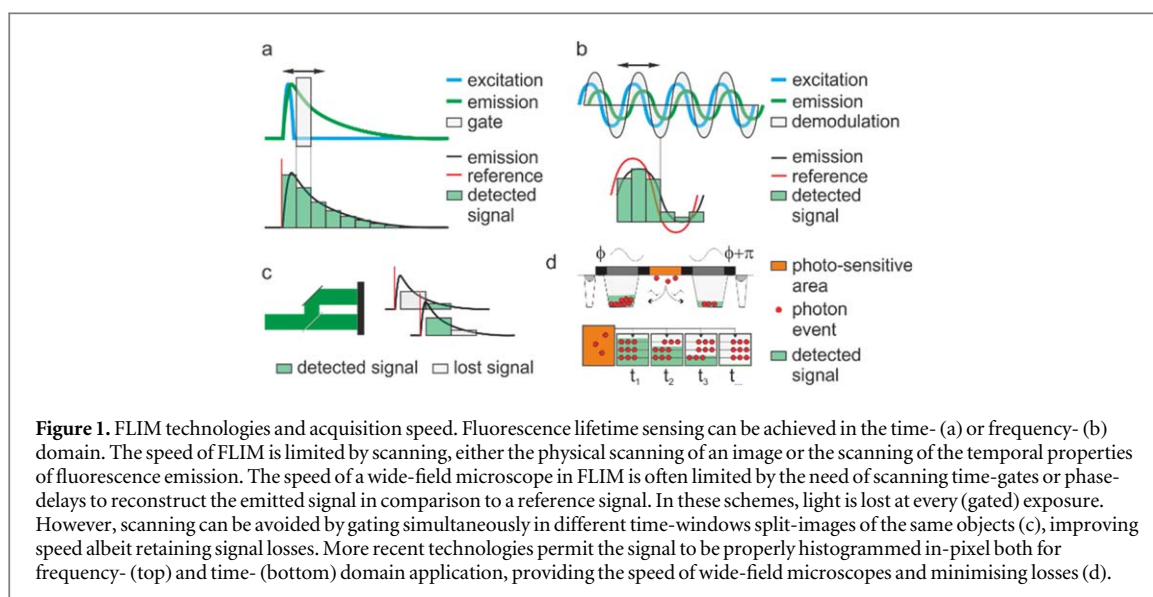 a
excitation
emission
gate
emission
reference
detected
signal
b
excitation
emission
demodulation
emission
reference
detected
signal
c
detected signal
lost signal
d
ϕ
ϕ+π
photo-sensitive
area
photon
event
detected
signal
t1
t2
t3
t...
Figure 1. FLIM technologies and acquisition speed. Fluorescence lifetime sensing can be achieved in the time- (a) or frequency- (b)
domain. The speed of FLIM is limited by scanning, either the physical scanning of an image or the scanning of the temporal properties
of fluorescence emission. The speed of a wide-field microscope in FLIM is often limited by the need of scanning time-gates or phase-
delays to reconstruct the emitted signal in comparison to a reference signal. In these schemes, light is lost at every (gated) exposure.
However, scanning can be avoided by gating simultaneously in different time-windows split-images of the same objects (c), improving
speed albeit retaining signal losses. More recent technologies permit the signal to be properly histogrammed in-pixel both for
frequency- (top) and time- (bottom) domain application, providing the speed of wide-field microscopes and minimising losses (d).